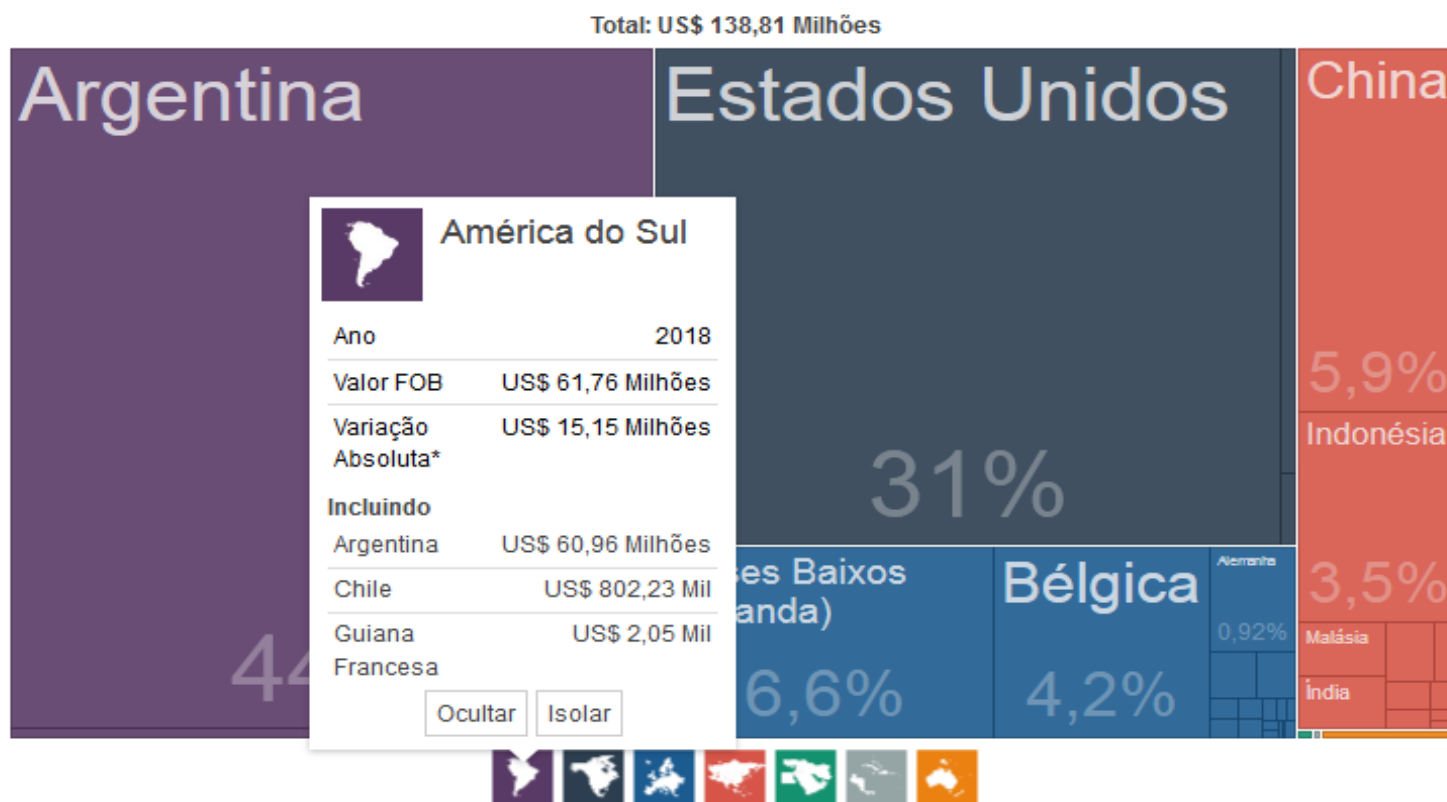 Total: US$ 138,81 Milhões
Argentina
44
Estados Unidos
31%
China
5,9%
Indonésia
3,5%
Malásia
Índia
América do Sul
Ano 2018
Valor FOB US$ 61,76 Milhões
Variação US$ 15,15 Milhões
Absoluta*
Incluindo
Argentina US$ 60,96 Milhões
Chile US$ 802,23 Mil
Guiana US$ 2,05 Mil
Francesa
Ocultar Isolar
ses Baixos
anda)
6,6%
Bélgica
4,2%
Alemanha
0,92%